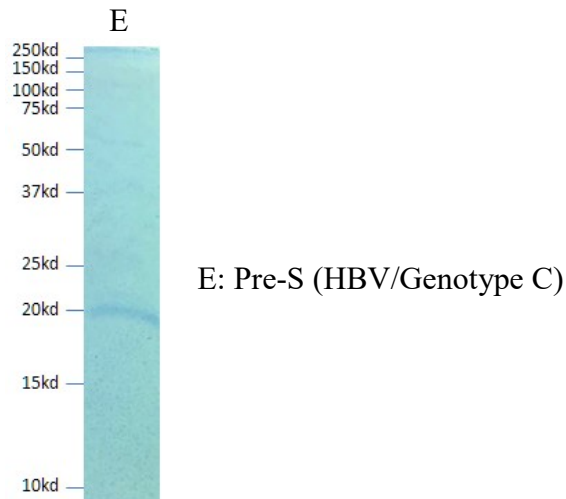 E
250kd
150kd
100kd
75kd
50kd
37kd
25kd
E: Pre-S (HBV/Genotype C)
20kd
15kd
10kd